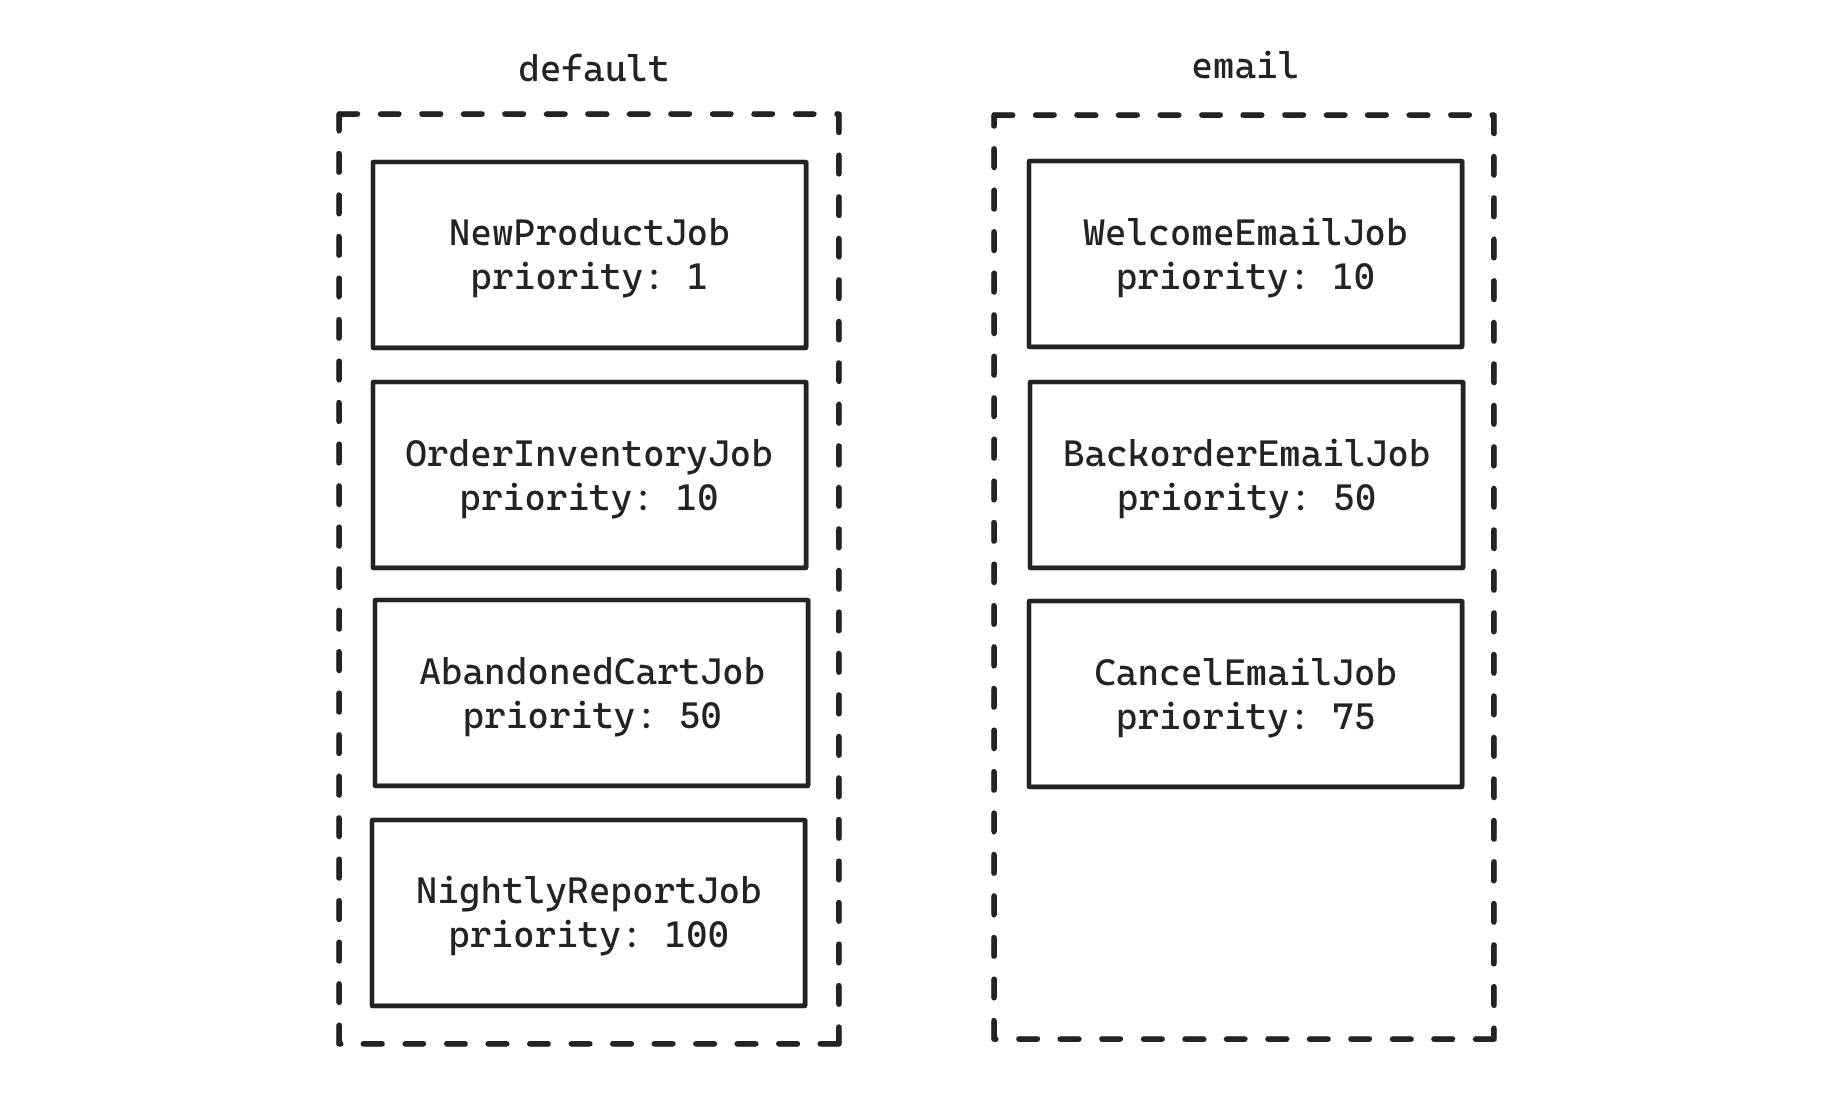 default
NewProductJob
priority: 1
OrderInventoryJob
priority: 10
AbandonedCartJob
priority: 50
NightlyReportJob
priority: 100
email
WelcomeEmailJob
priority: 10
BackorderEmailJob
priority: 50
CancelEmailJob
priority: 75